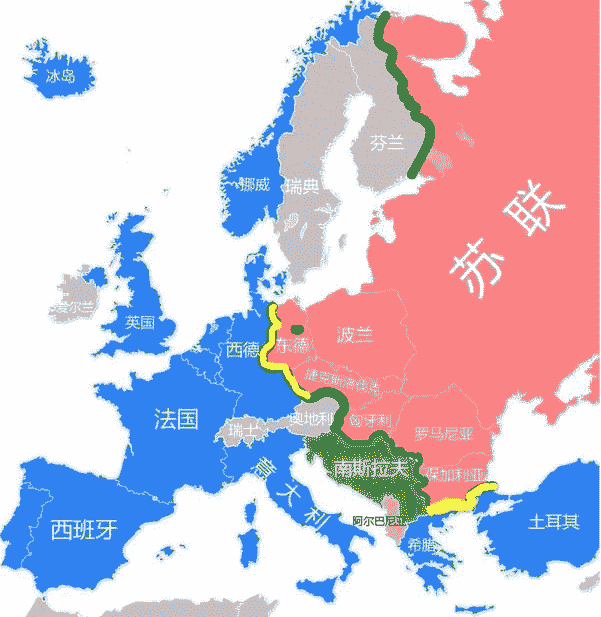 冰岛
挪威
瑞典
芬兰
苏联
爱尔兰
英国
西德
东德
波兰
捷克斯洛伐克
法国
瑞士
奥地利
匈牙利
罗马尼亚
南斯拉夫
保加利亚
意大利
阿尔巴尼亚
希腊
土耳其
西班牙